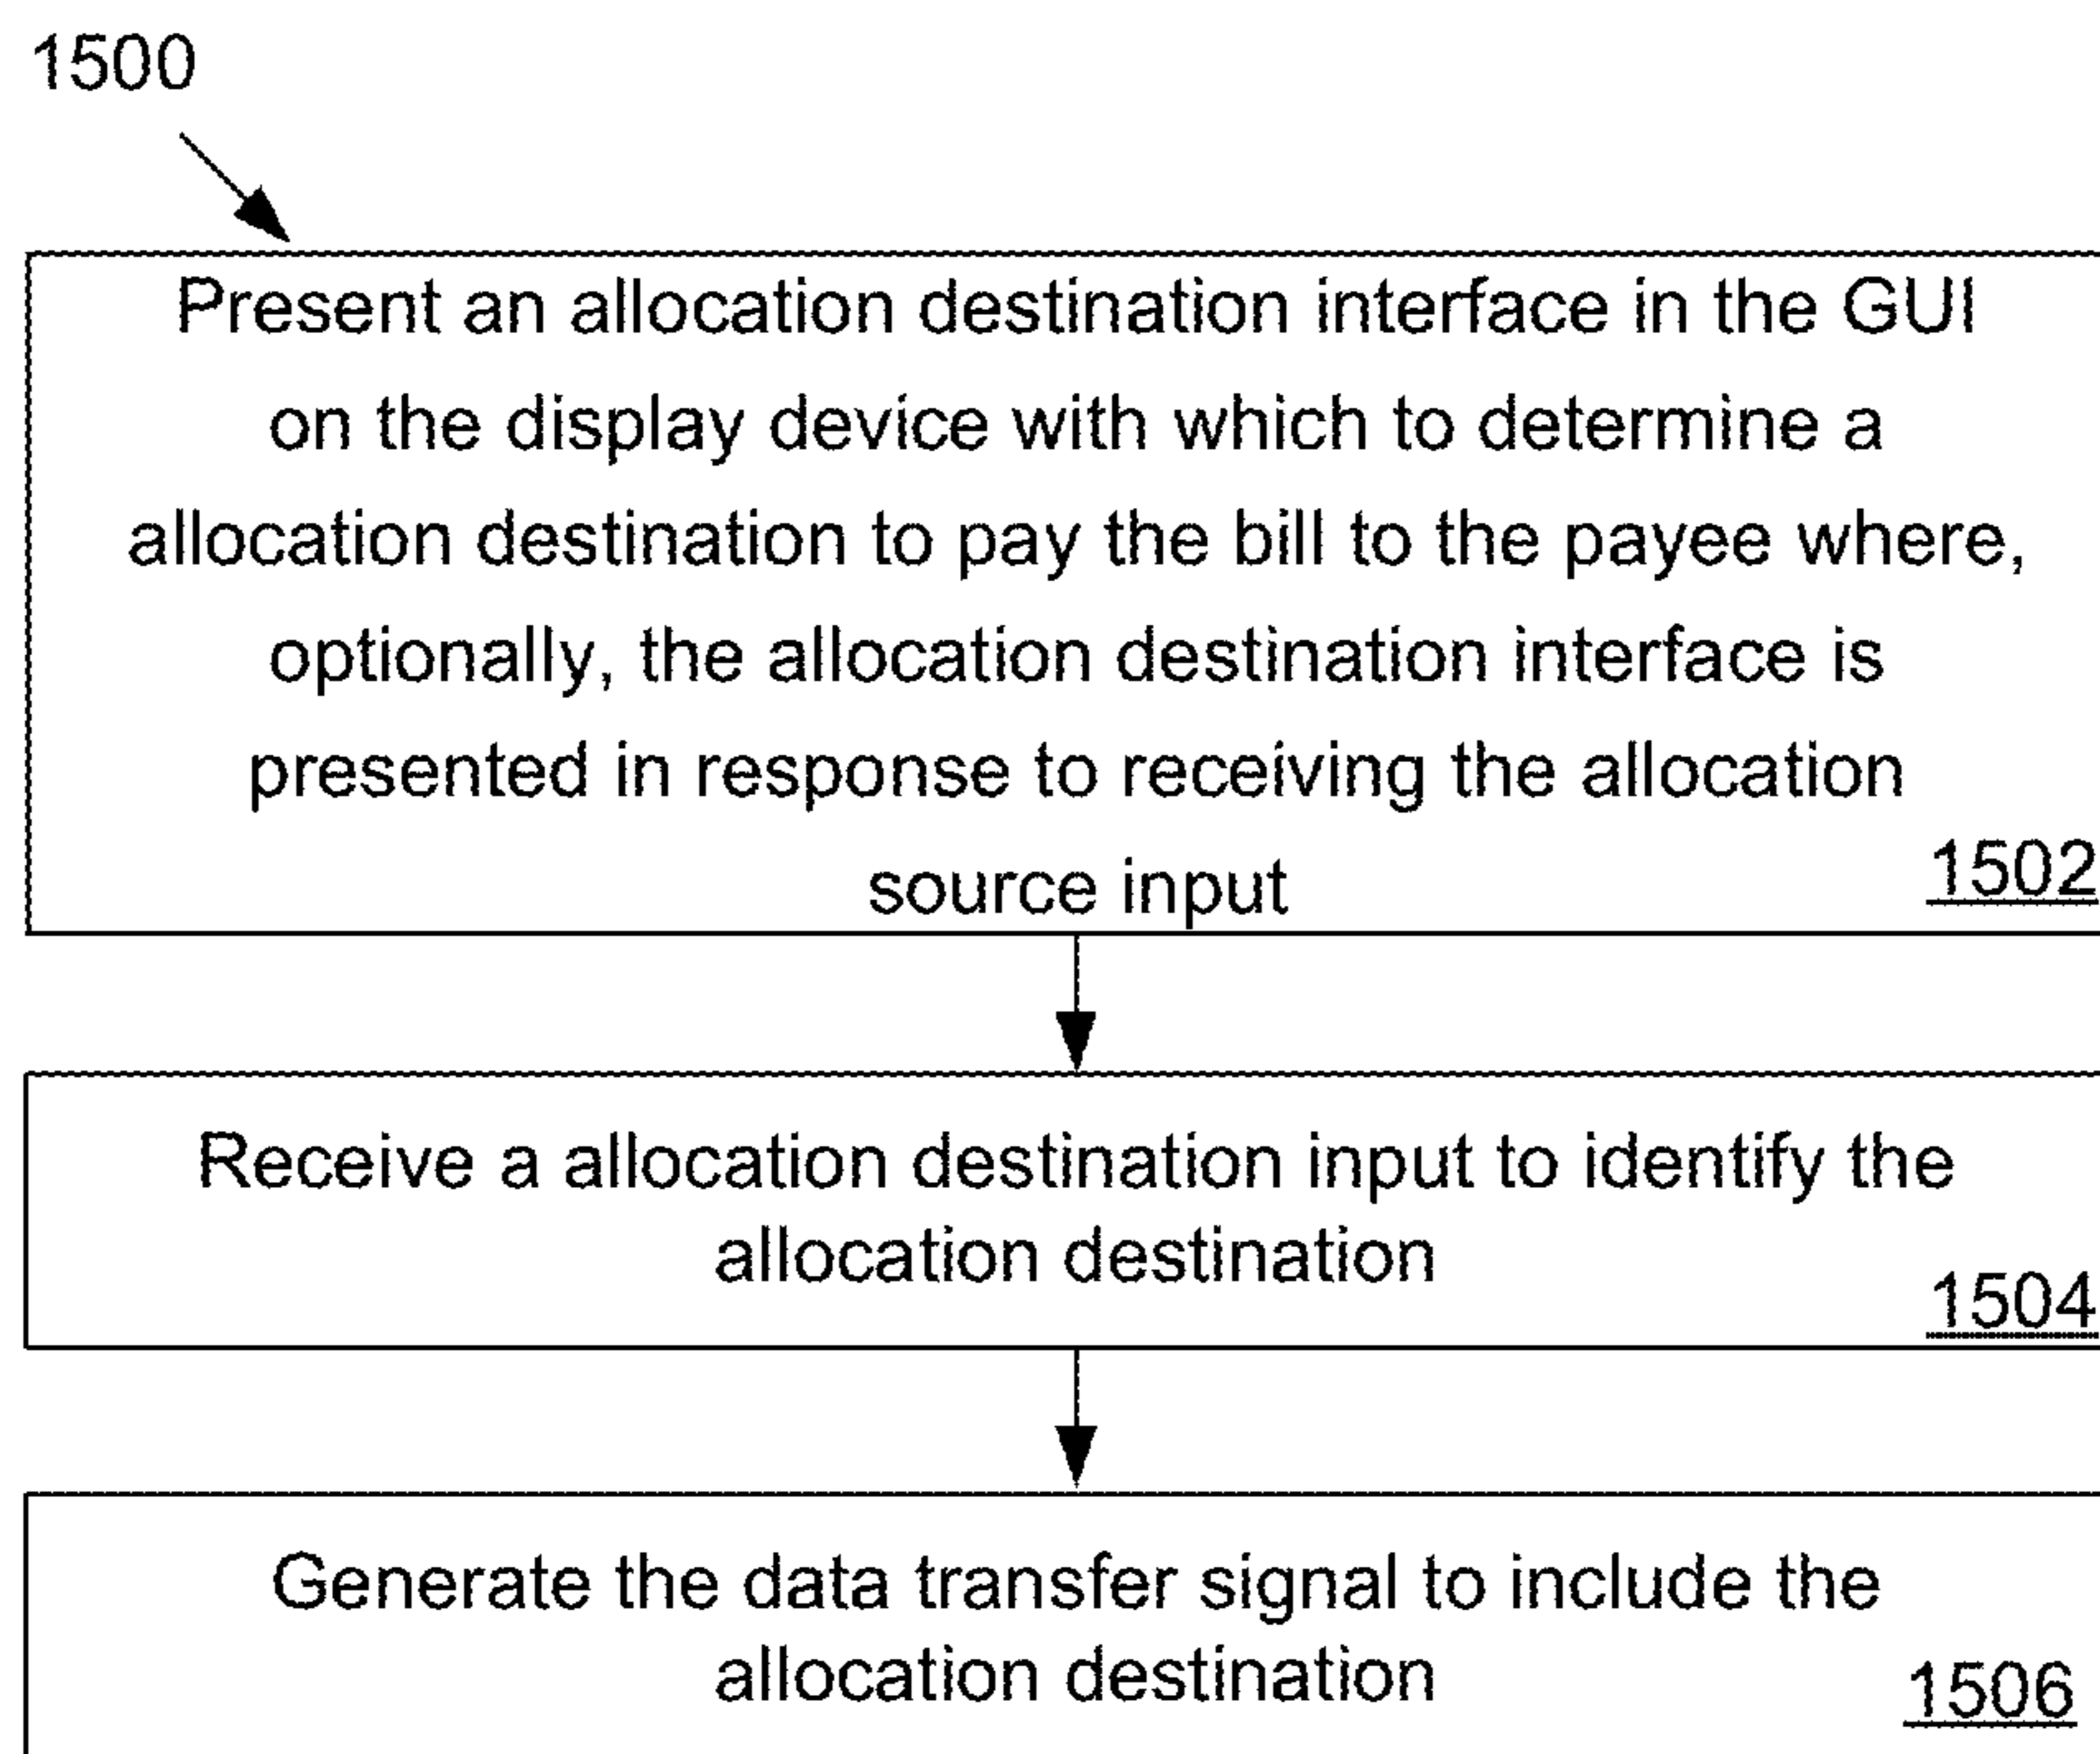 1500
Present an allocation destination interface in the GUI
on the display device with which to determine a
allocation destination to pay the bill to the payee where,
optionally, the allocation destination interface is
presented in response to receiving the allocation
source input
1502
Receive a allocation destination input to identify the
allocation destination
1504
Generate the data transfer signal to include the
allocation destination
1506